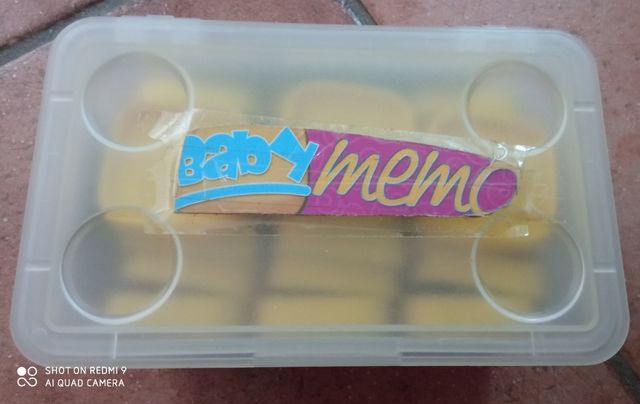 Baby memo
SHOT ON REDMI 9
AI QUAD CAMERA